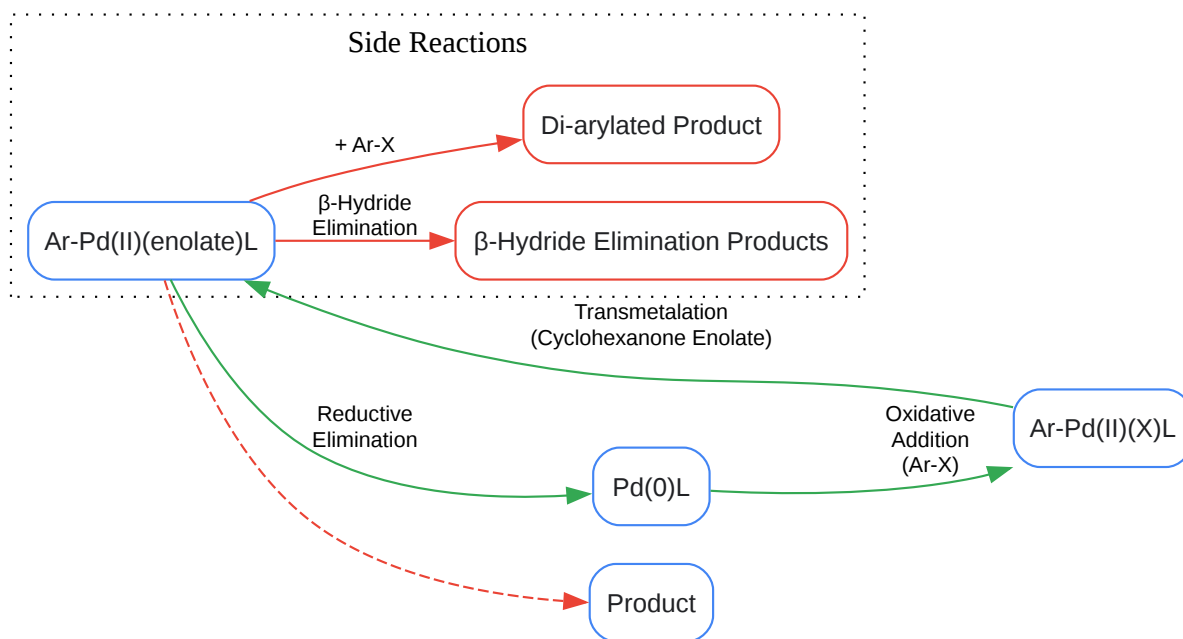 Side Reactions
Di-arylated Product
+ Ar-X
β-Hydride
Elimination
Ar-Pd(II)(enolate)L
β-Hydride Elimination Products
Transmetalation
(Cyclohexanone Enolate)
Reductive
Elimination
Oxidative
Addition
(Ar-X)
Ar-Pd(II)(X)L
Pd(0)L
Product